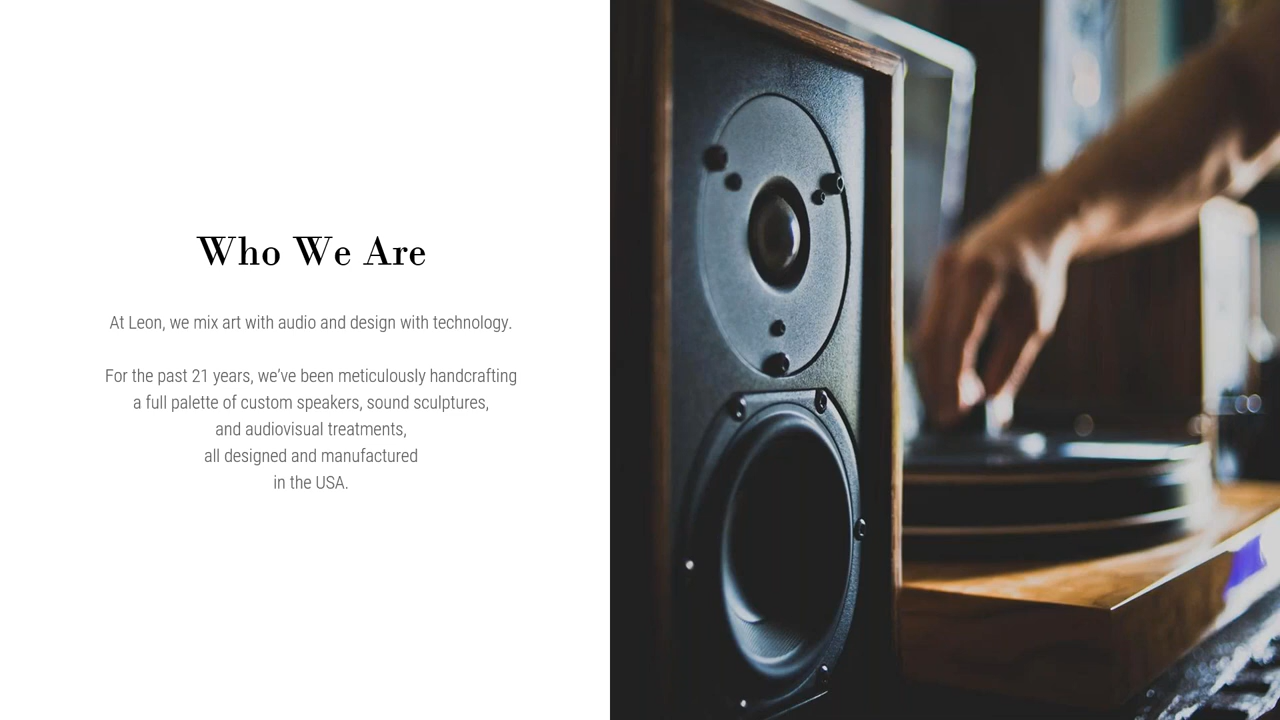 Who We Are
At Leon, we mix art with audio and design with technology.
For the past 21 years, we've been meticulously handcrafting
a full palette of custom speakers, sound sculptures,
and audiovisual treatments,
all designed and manufactured
in the USA.